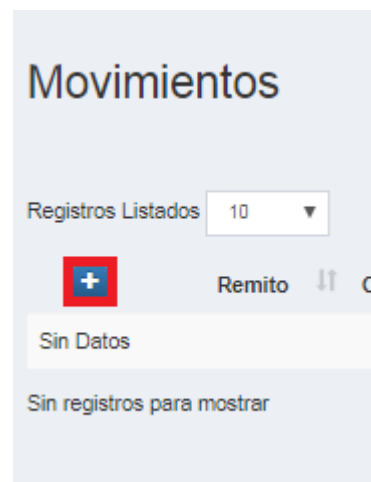 Movimientos
Registros Listados 10
Remito
Sin Datos
Sin registros para mostrar